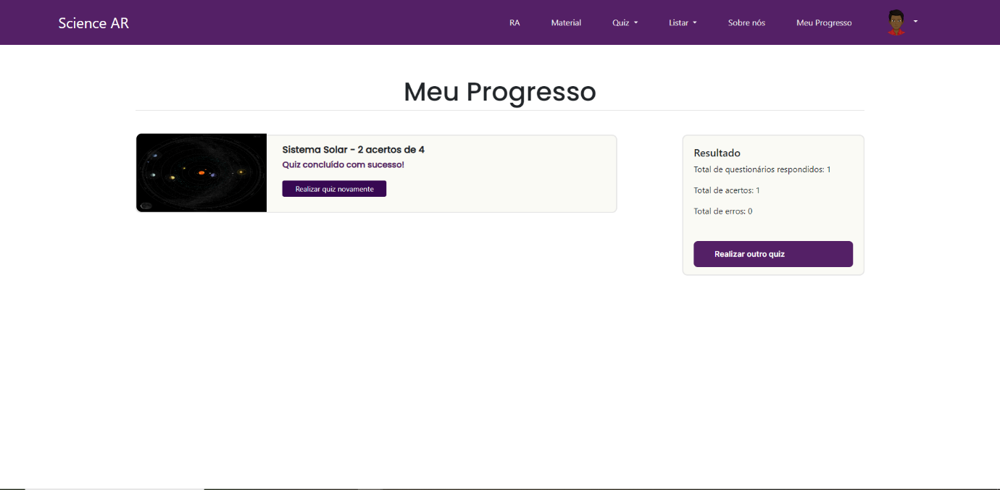 Science AR
RA
Material
Quiz
Listar
Sobre nós
Meu Progresso
Meu Progresso
Sistema Solar - 2 acertos de 4
Quiz concluído com sucesso!
Realizar quiz novamente
Resultado
Total de questionários respondidos: 1
Total de acertos: 1
Total de erros: 0
Realizar outro quiz